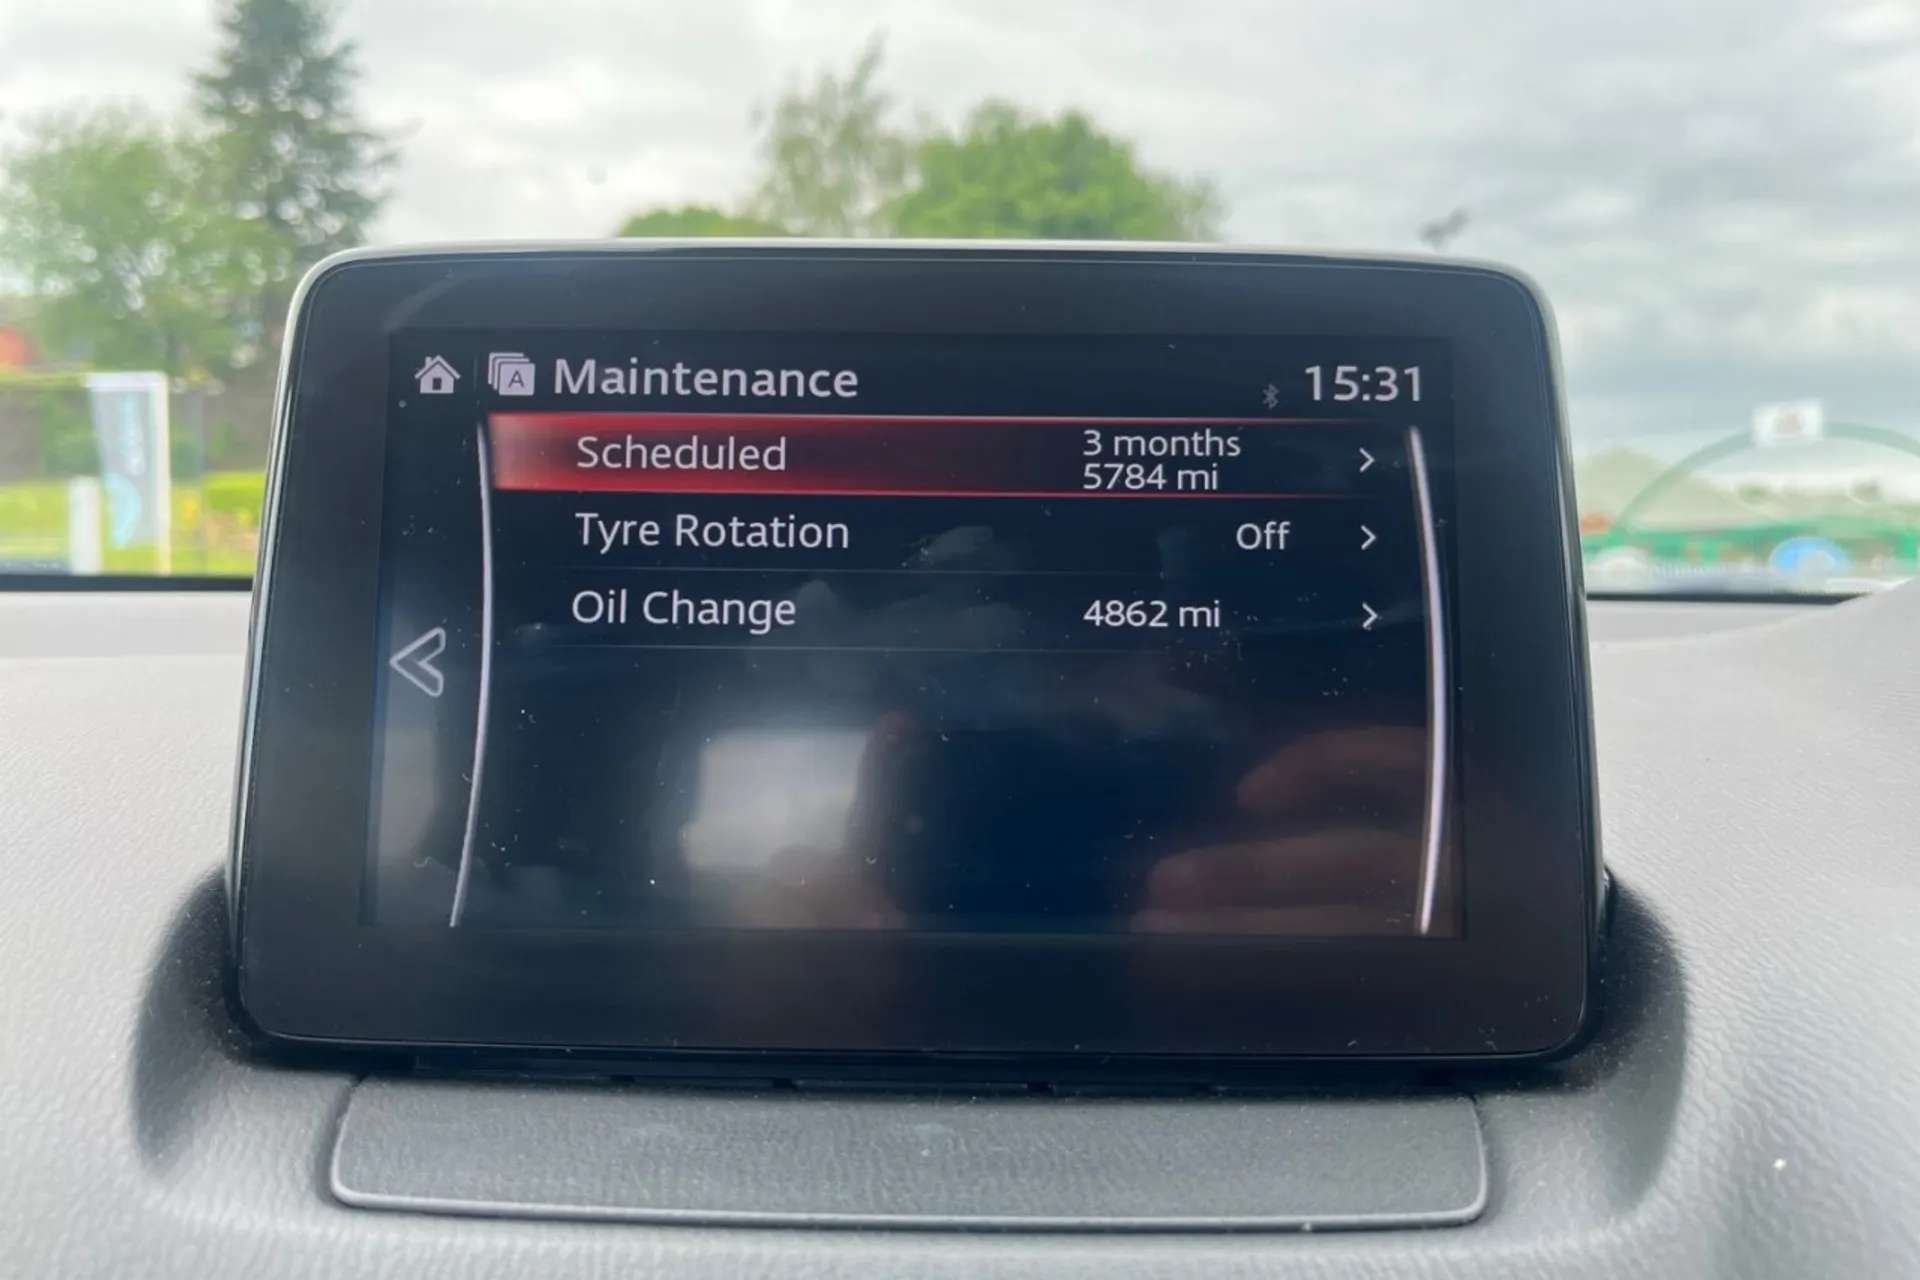 A Maintenance 15:31
Scheduled 3 months
5784 mi
Tyre Rotation Off
Oil Change 4862 mi